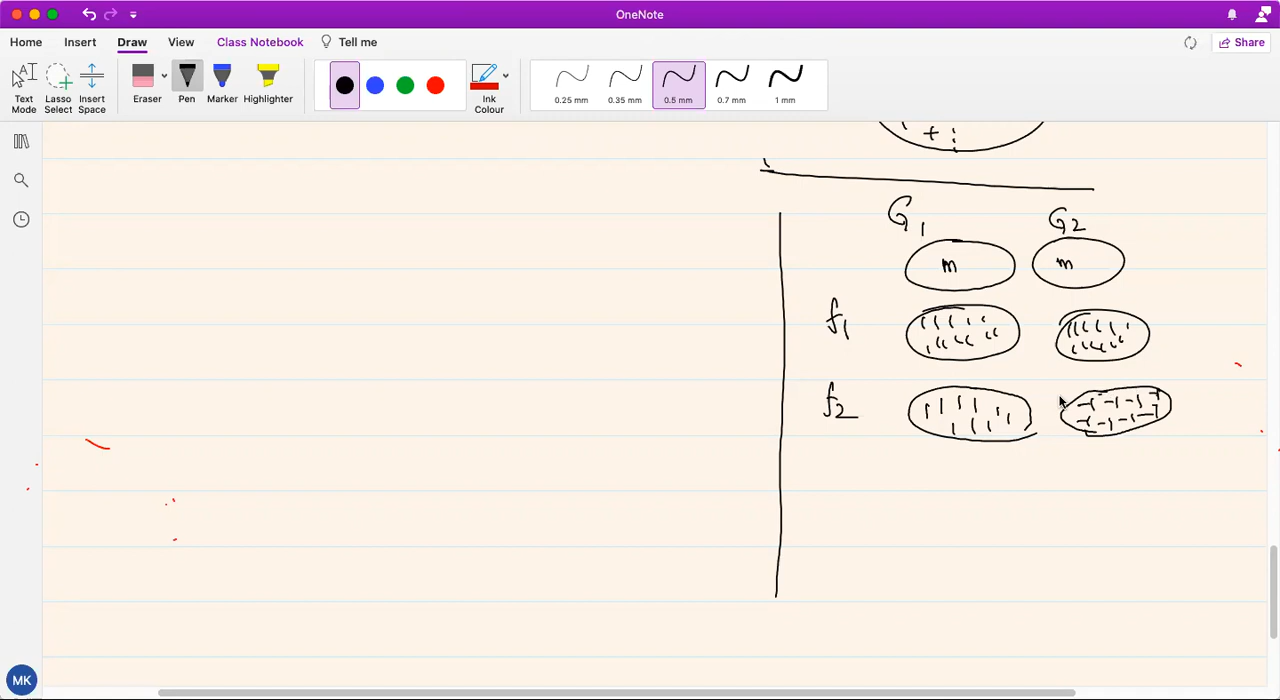 OneNote
Home Insert Draw View Class Notebook Tell me
Share
Text Mode
Lasso Select
Insert Space
Eraser
Pen
Marker
Highlighter
Ink Colour
0.25 mm
0.35 mm
0.5 mm
0.7 mm
1 mm
+
G1 G2
m m
f1
f2
MK